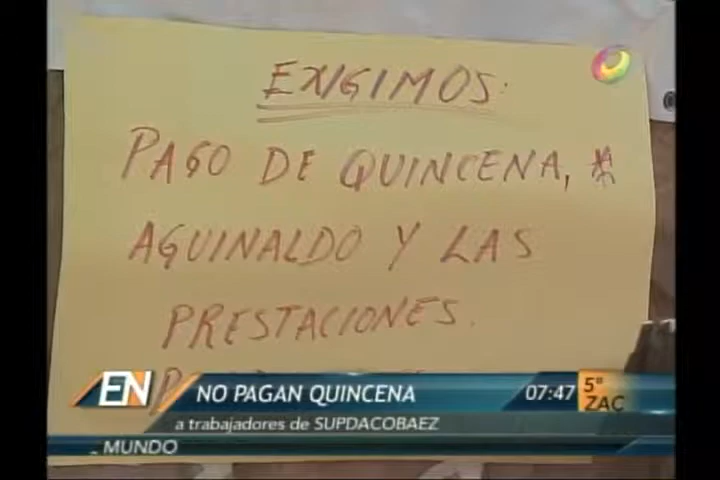 EXIGIMOS:
PAGO DE QUINCENA,
AGUINALDO Y LAS
PRESTACIONES.
EN
NO PAGAN QUINCENA
07:47
5°
ZAC
a trabajadores de SUPDACOBAEZ
MUNDO